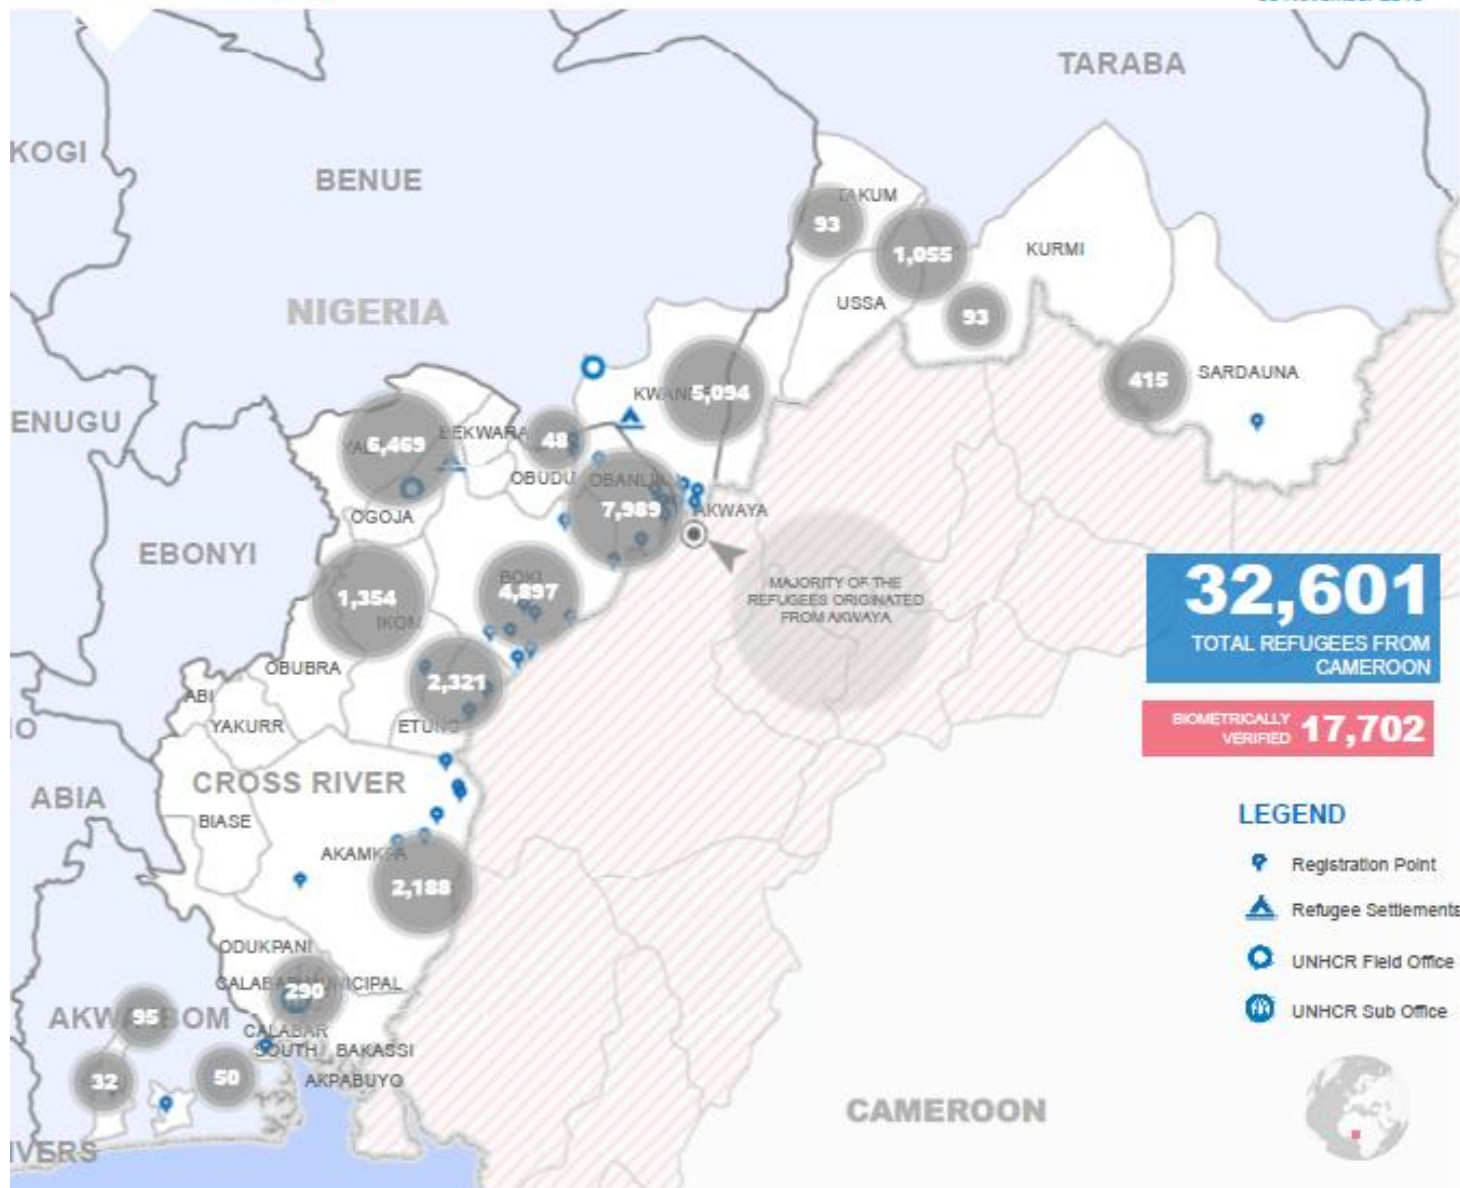 TARABA
KOGI
BENUE
TAKUM
93
1,055
KURMI
NIGERIA
USSA
93
415
SARDAUNA
5,094
ENUGU
6,469
BEKWARA
48
OBUDU
OBANLIKU
7,989
AKWAYA
OGOJA
EBONYI
MAJORITY OF THE
REFUGEES ORIGINATED
FROM AKWAYA
BOKI
4,897
1,354
IKOM
32,601
TOTAL REFUGEES FROM
CAMEROON
OBUBRA
2,321
ABI
YAKURR
ETUNG
BIOMETRICALLY
VERIFIED 17,702
CROSS RIVER
ABIA
BIASE
AKAMKPA
2,188
LEGEND
Registration Point
Refugee Settlements
UNHCR Field Office
UNHCR Sub Office
ODUKPANI
CALABAR MUNICIPAL
290
AKWA IBOM
95
CALABAR
SOUTH
BAKASSI
32
50
AKPABUYO
CAMEROON
IVERS